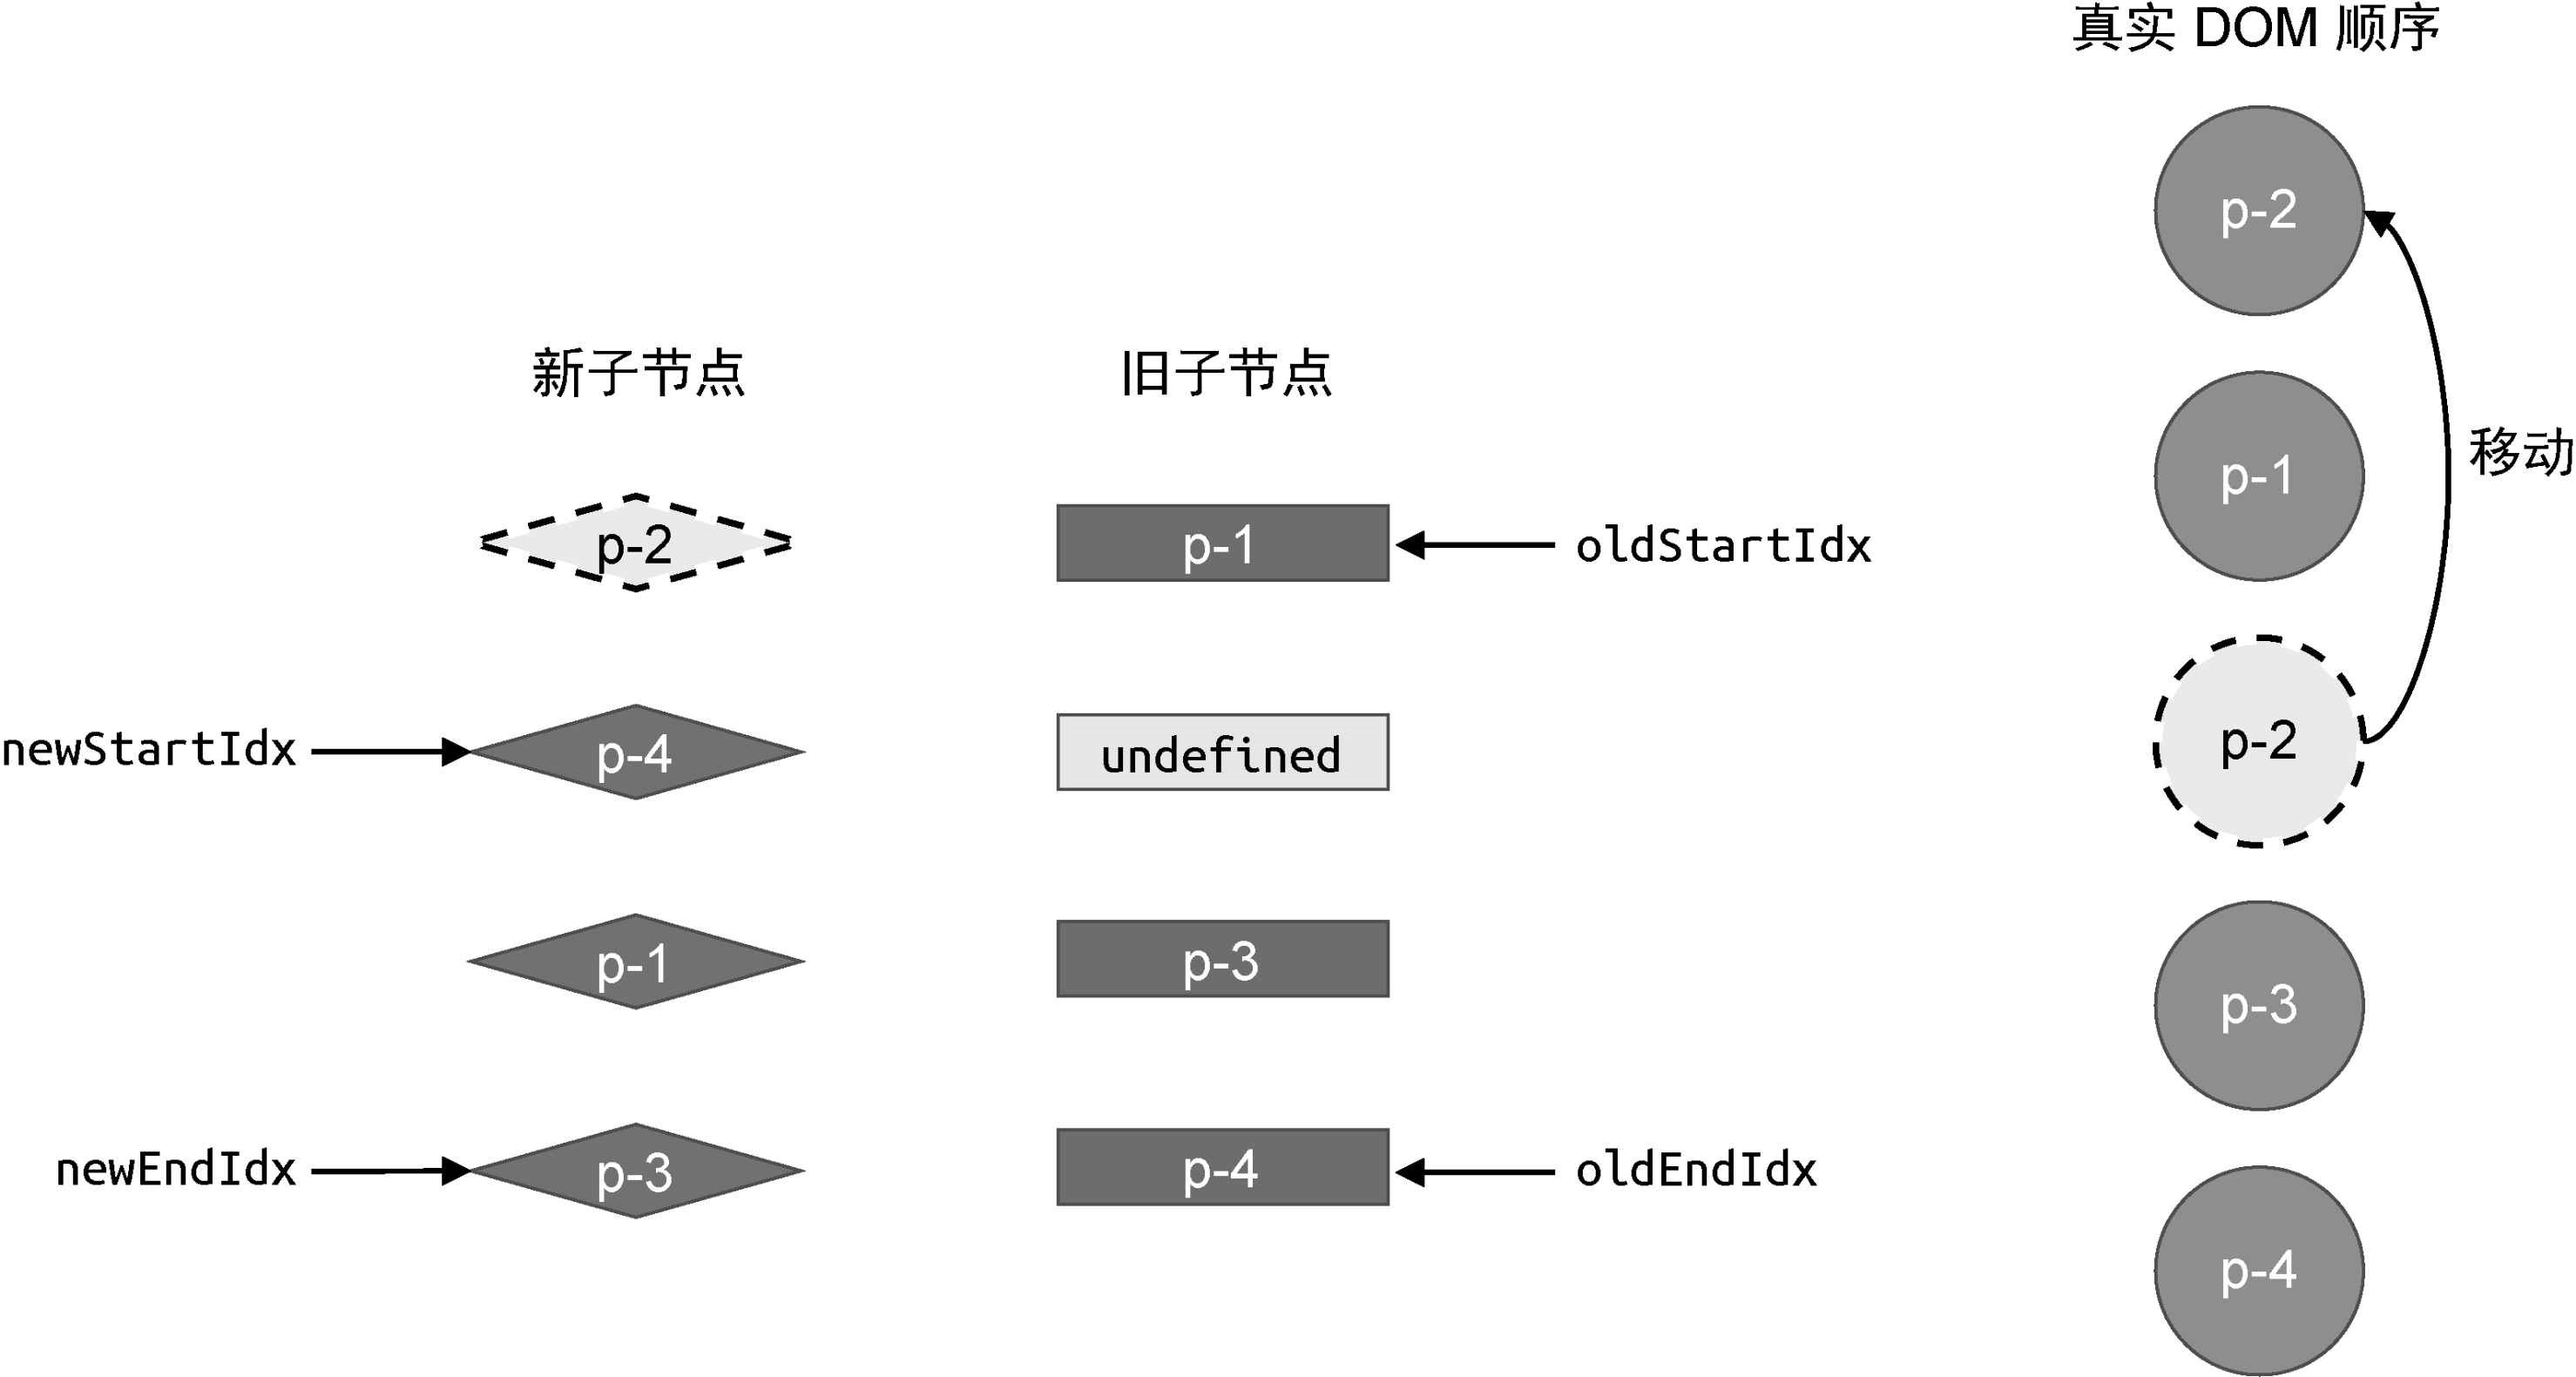 真实 DOM 顺序
p-2
新子节点
旧子节点
p-1
移动
p-2
p-1
oldStartIdx
newStartIdx
p-4
undefined
p-2
p-1
p-3
p-3
newEndIdx
p-3
p-4
oldEndIdx
p-4